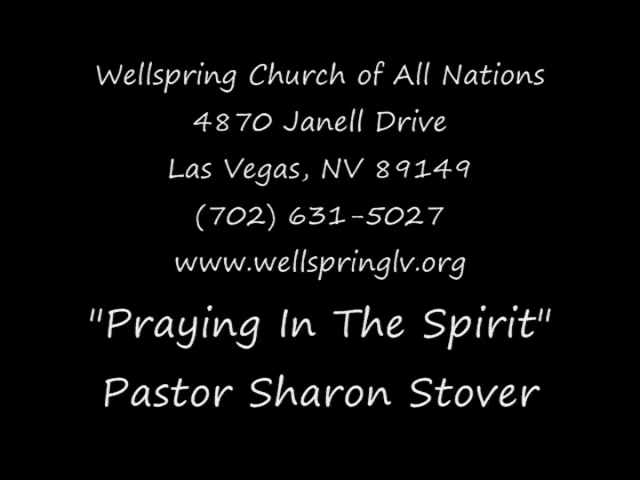 Wellspring Church of All Nations
4870 Janell Drive
Las Vegas, NV 89149
(702) 631-5027
www.wellspringlv.org
"Praying In The Spirit"
Pastor Sharon Stover